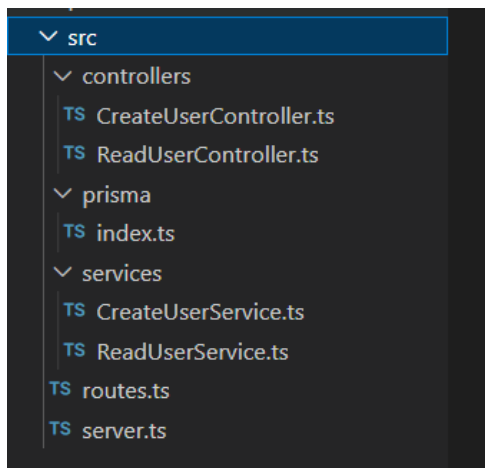 src
controllers
TS CreateUserController.ts
TS ReadUserController.ts
prisma
TS index.ts
services
TS CreateUserService.ts
TS ReadUserService.ts
TS routes.ts
TS server.ts